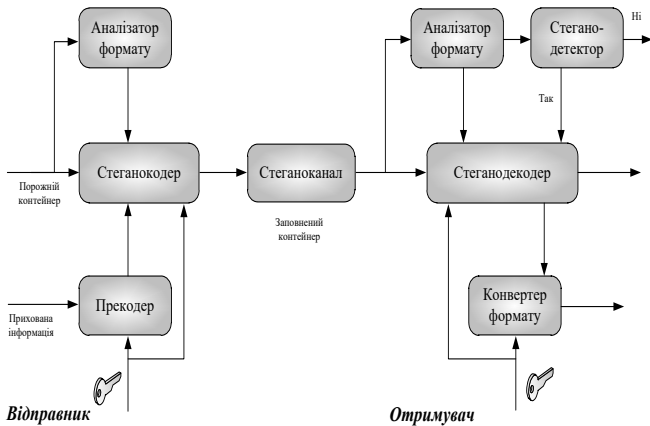 Аналізатор
формату
Аналізатор
формату
Стегано-
детектор
Ні
Так
Стеганокодер
Стеганоканал
Стеганодекодер
Порожній
контейнер
Заповнений
контейнер
Прекодер
Конвертер
формату
Прихована
інформація
Відправник
Отримувач